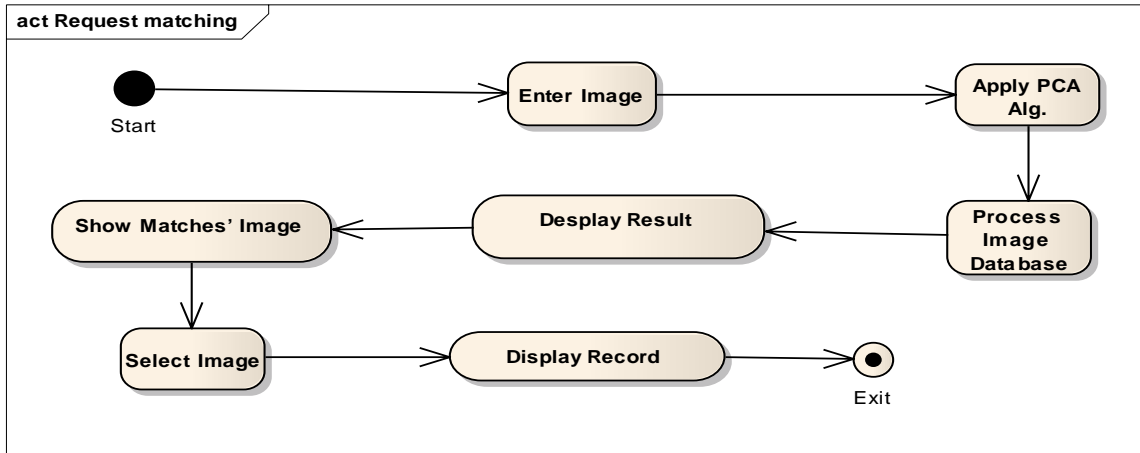 act Request matching
Start
Enter Image
Apply PCA
Alg.
Process
Image
Database
Desplay Result
Show Matches’ Image
Select Image
Display Record
Exit